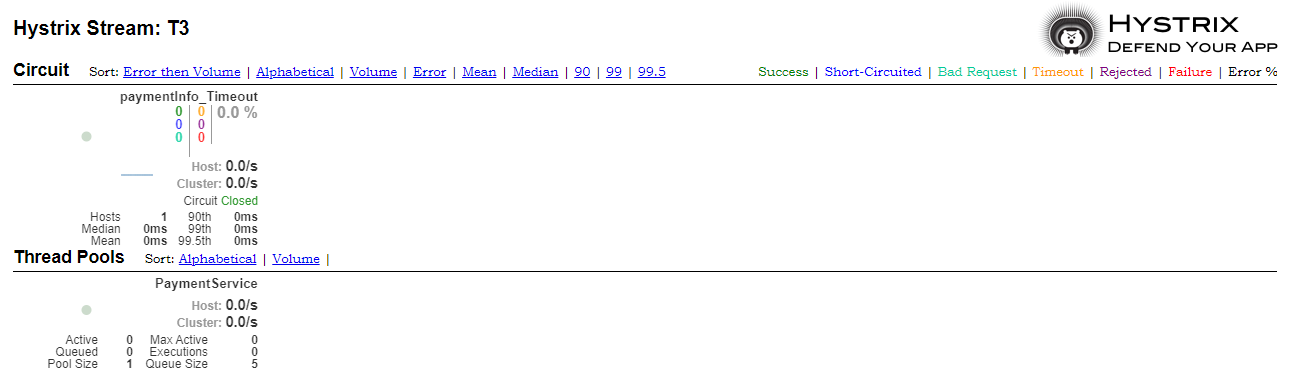 Hystrix Stream: T3
HYSTRIX
DEFEND YOUR APP
Circuit Sort: Error then Volume | Alphabetical | Volume | Error | Mean | Median | 90 | 99 | 99.5
Success | Short-Circuited | Bad Request | Timeout | Rejected | Failure | Error %
paymentInfo_Timeout
0 0 0.0 %
0 0
0 0
Host: 0.0/s
Cluster: 0.0/s
Circuit Closed
Hosts 1 90th 0ms
Median 0ms 99th 0ms
Mean 0ms 99.5th 0ms
Thread Pools Sort: Alphabetical | Volume |
PaymentService
Host: 0.0/s
Cluster: 0.0/s
Active 0 Max Active 0
Queued 0 Executions 0
Pool Size 1 Queue Size 5